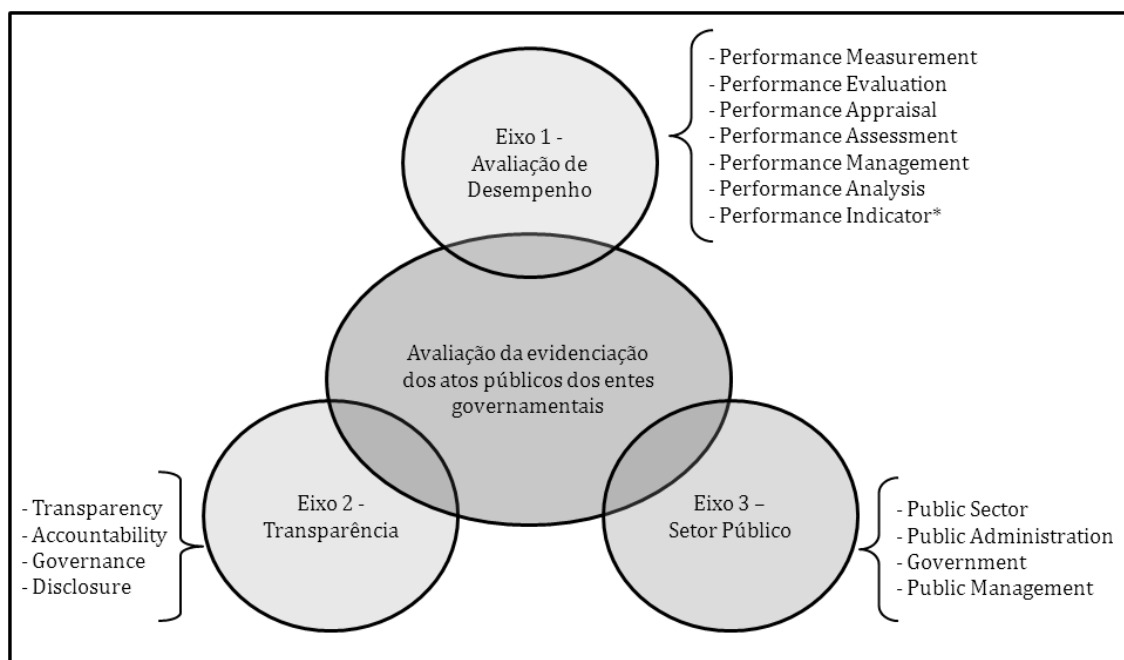 Eixo 1 -
Avaliação de
Desempenho
- Performance Measurement
- Performance Evaluation
- Performance Appraisal
- Performance Assessment
- Performance Management
- Performance Analysis
- Performance Indicator*
Avaliação da evidenciação
dos atos públicos dos entes
governamentais
- Transparency
- Accountability
- Governance
- Disclosure
Eixo 2 -
Transparência
Eixo 3 –
Setor Público
- Public Sector
- Public Administration
- Government
- Public Management